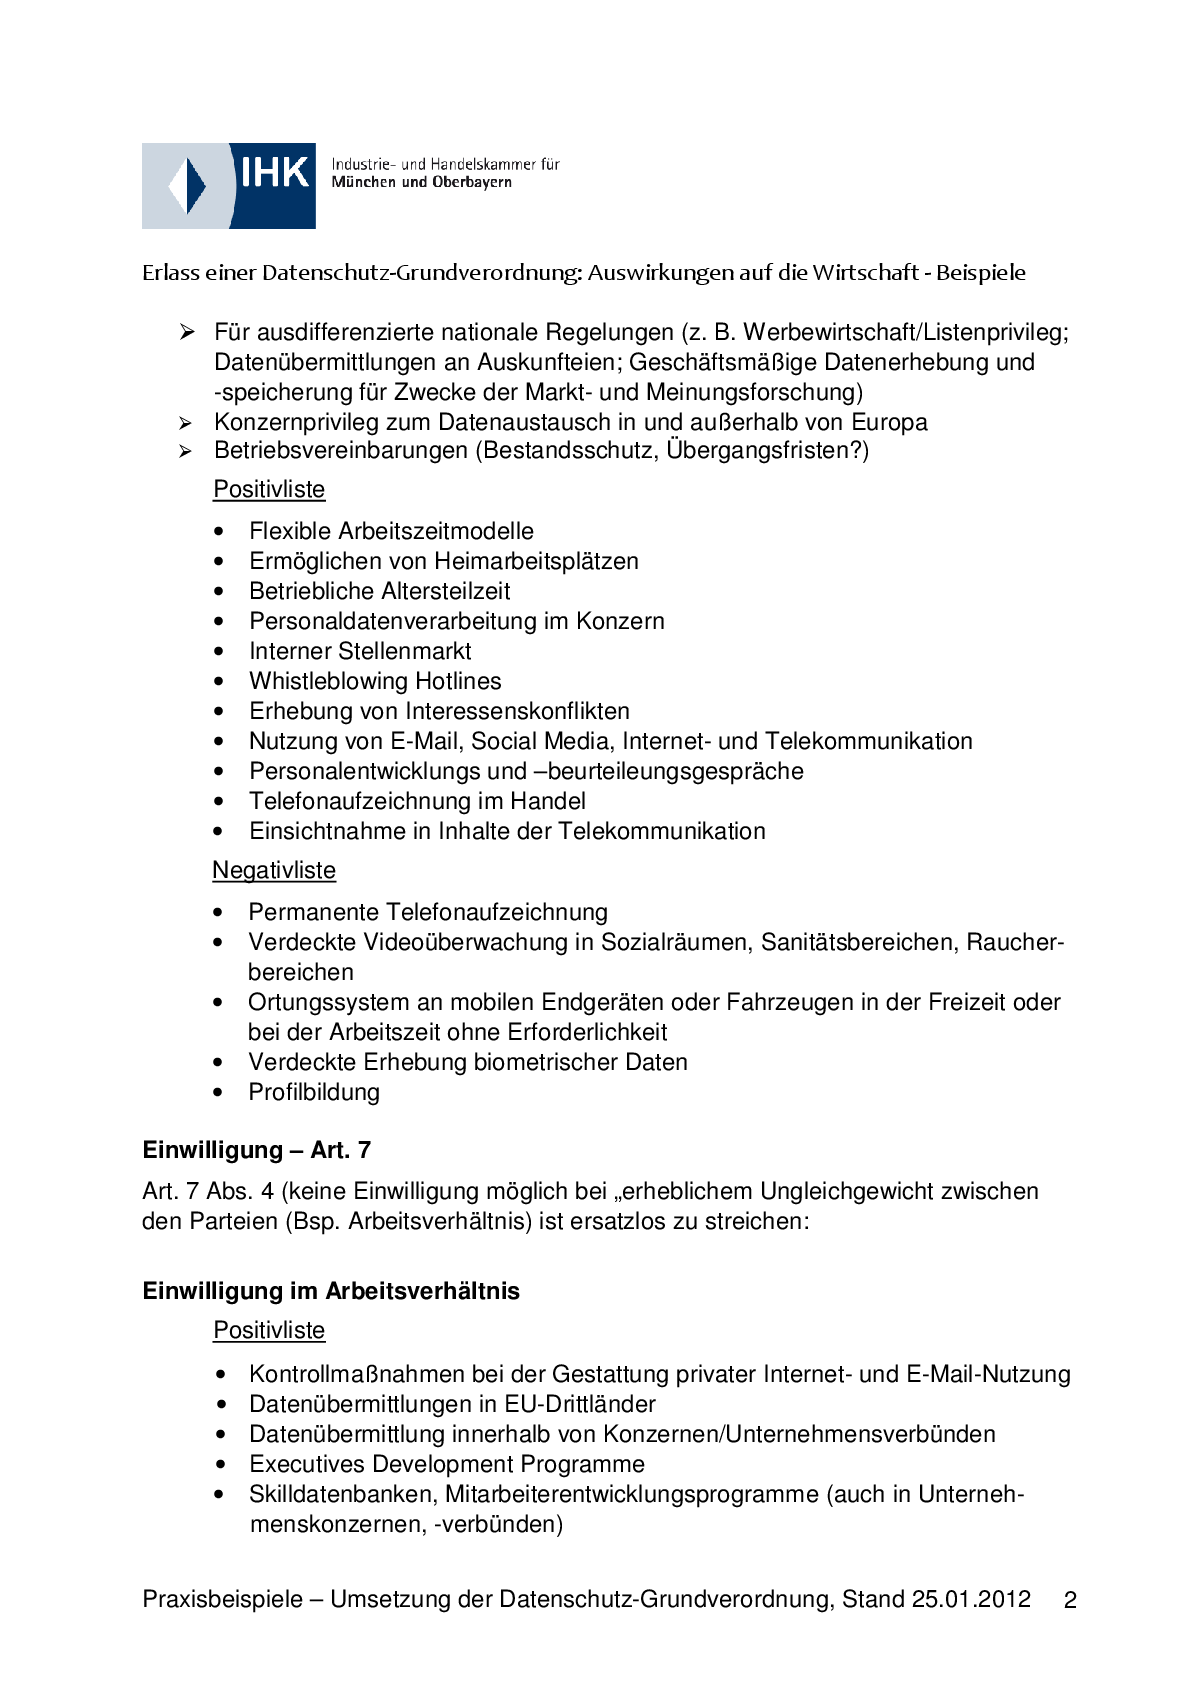 IHK
Industrie- und Handelskammer für
München und Oberbayern
Erlass einer Datenschutz-Grundverordnung: Auswirkungen auf die Wirtschaft - Beispiele
➢ Für ausdifferenzierte nationale Regelungen (z. B. Werbewirtschaft/Listenprivileg;
Datenübermittlungen an Auskunfteien; Geschäftsmäßige Datenerhebung und
-speicherung für Zwecke der Markt- und Meinungsforschung)
➢ Konzernprivileg zum Datenaustausch in und außerhalb von Europa
➢ Betriebsvereinbarungen (Bestandsschutz, Übergangsfristen?)
Positivliste
• Flexible Arbeitszeitmodelle
• Ermöglichen von Heimarbeitsplätzen
• Betriebliche Altersteilzeit
• Personaldatenverarbeitung im Konzern
• Interner Stellenmarkt
• Whistleblowing Hotlines
• Erhebung von Interessenskonflikten
• Nutzung von E-Mail, Social Media, Internet- und Telekommunikation
• Personalentwicklungs und –beurteileungsgespräche
• Telefonaufzeichnung im Handel
• Einsichtnahme in Inhalte der Telekommunikation
Negativliste
• Permanente Telefonaufzeichnung
• Verdeckte Videoüberwachung in Sozialräumen, Sanitätsbereichen, Raucher-
bereichen
• Ortungssystem an mobilen Endgeräten oder Fahrzeugen in der Freizeit oder
bei der Arbeitszeit ohne Erforderlichkeit
• Verdeckte Erhebung biometrischer Daten
• Profilbildung
Einwilligung – Art. 7
Art. 7 Abs. 4 (keine Einwilligung möglich bei „erheblichem Ungleichgewicht zwischen
den Parteien (Bsp. Arbeitsverhältnis) ist ersatzlos zu streichen:
Einwilligung im Arbeitsverhältnis
Positivliste
• Kontrollmaßnahmen bei der Gestattung privater Internet- und E-Mail-Nutzung
• Datenübermittlungen in EU-Drittländer
• Datenübermittlung innerhalb von Konzernen/Unternehmensverbünden
• Executives Development Programme
• Skilldatenbanken, Mitarbeiterentwicklungsprogramme (auch in Unterneh-
menskonzernen, -verbünden)
Praxisbeispiele – Umsetzung der Datenschutz-Grundverordnung, Stand 25.01.2012 2